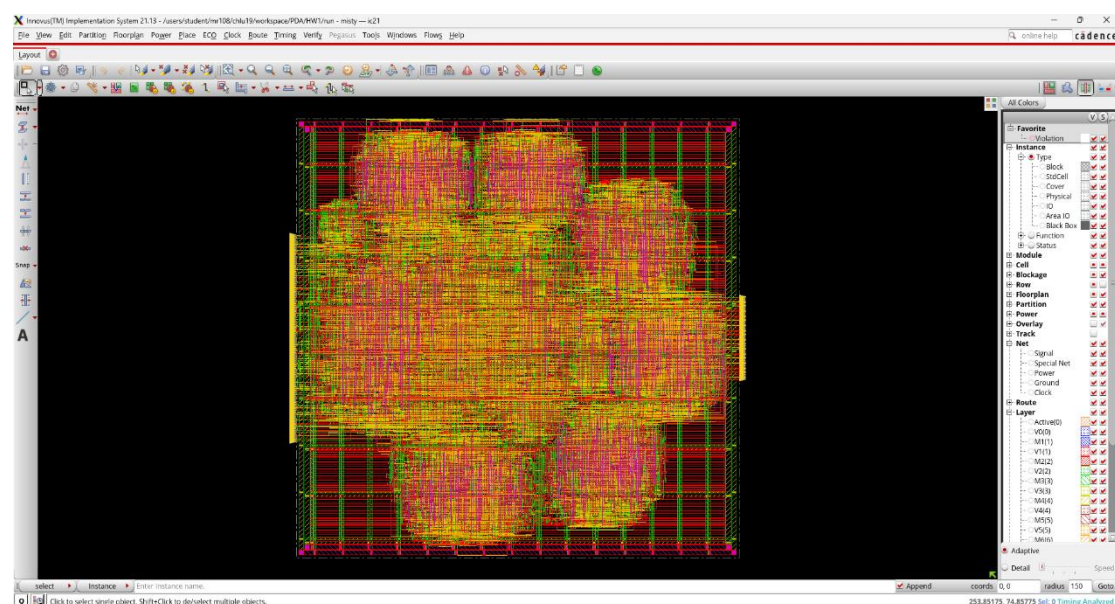 Innovus(TM) Implementation System 21.13 - /users/student/mr108/chlu19/workspace/PDA/HW1/run - misty — ic21
File View Edit Partition Floorplan Power Place ECO Clock Route Timing Verify Pegasus Tools Windows Flows Help
online help cādence
Layout
All Colors
Net
V S
Favorite
Violation
Instance
Type
Block
StdCell
Cover
Physical
IO
Area IO
Black Box
Function
Status
Module
Cell
Blockage
Row
Floorplan
Partition
Power
Overlay
Track
Net
Signal
Special Net
Power
Ground
Clock
Route
Layer
Active(0)
V0(0)
M1(1)
V1(1)
M2(2)
V2(2)
M3(3)
V3(3)
M4(4)
V4(4)
M5(5)
V5(5)
M6(6)
Snap
A
Adaptive
Detail Speed
select Instance Enter Instance name. Append coords 0, 0 radius 150 Goto
Q Click to select single object. Shift+Click to de/select multiple objects. 253.85175, 74.85775 Sel: 0 Timing Analyzed